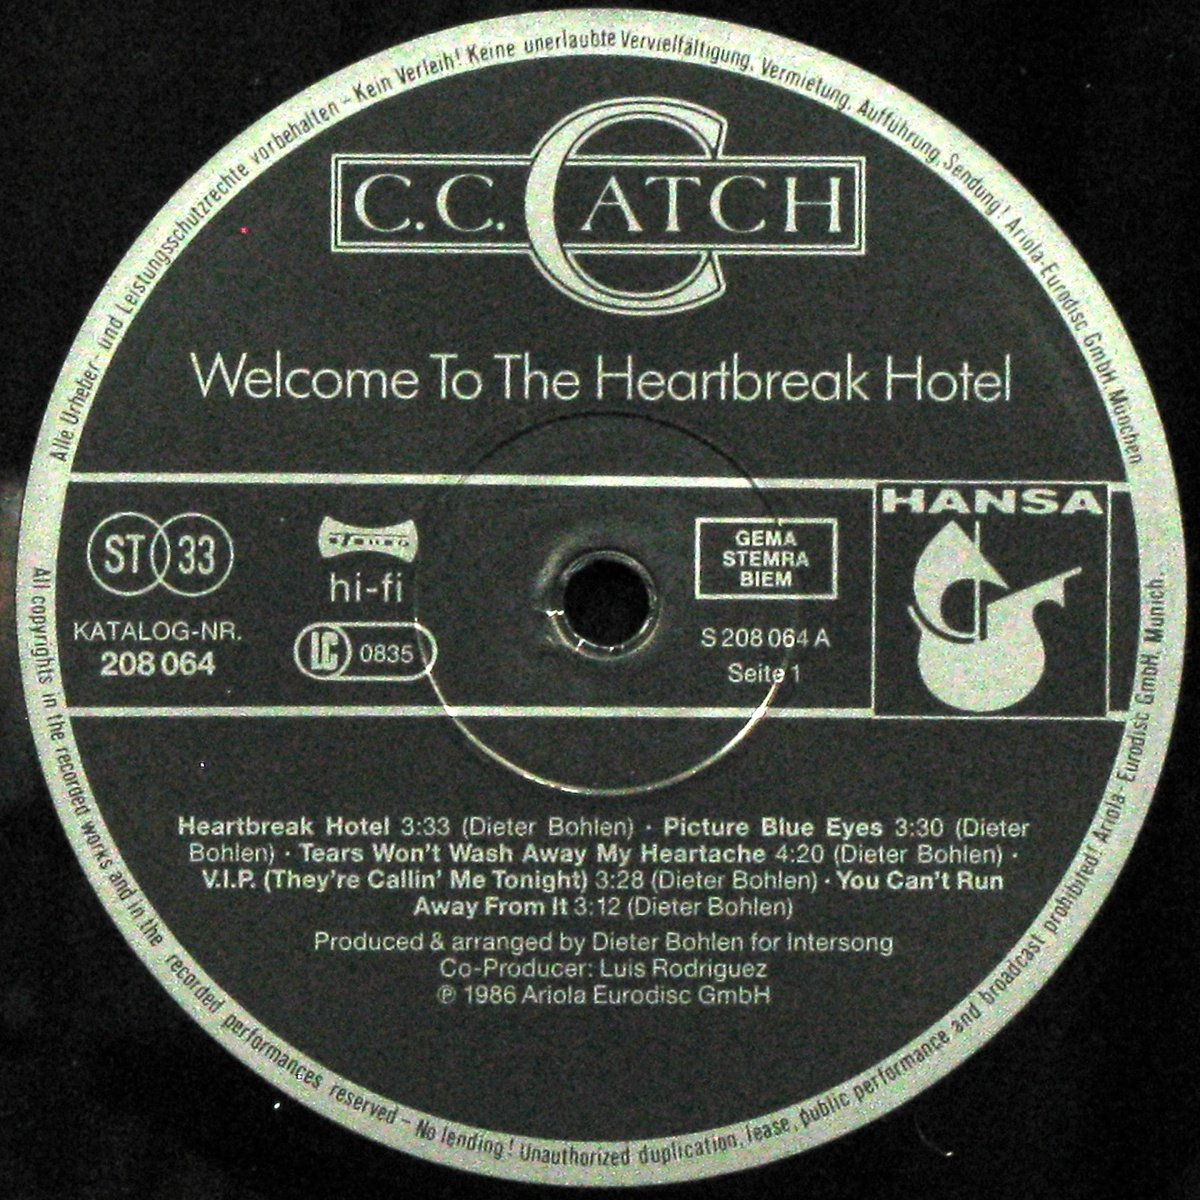 Alle Urheber- und Leistungsschutzrechte vorbehalten – Kein Verleih! Keine unerlaubte Vervielfältigung, Vermietung, Aufführung, Sendung! Ariola-Eurodisc GmbH, München
C.C. CATCH
Welcome To The Heartbreak Hotel
ST 33
KATALOG-NR.
208 064
stereo
hi-fi
LC 0835
GEMA
STEMRA
BIEM
S 208 064 A
Seite 1
HANSA
Heartbreak Hotel 3:33 (Dieter Bohlen) · Picture Blue Eyes 3:30 (Dieter
Bohlen) · Tears Won't Wash Away My Heartache 4:20 (Dieter Bohlen) ·
V.I.P. (They're Callin' Me Tonight) 3:28 (Dieter Bohlen) · You Can't Run
Away From It 3:12 (Dieter Bohlen)
Produced & arranged by Dieter Bohlen for Intersong
Co-Producer: Luis Rodriguez
℗ 1986 Ariola Eurodisc GmbH
All copyrights in the recorded works and in the recorded performances reserved – No lending! Unauthorized duplication, lease, public performance and broadcast prohibited! Ariola-Eurodisc GmbH, Munich.